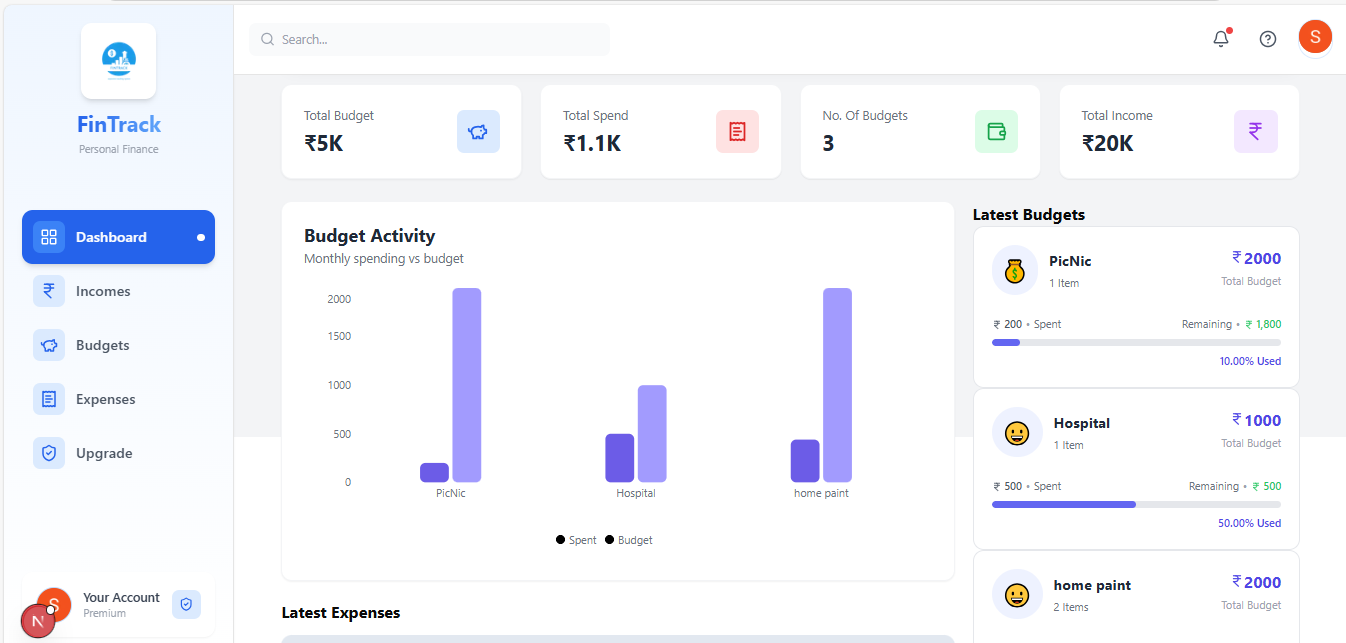 FinTrack
Personal Finance
Dashboard
Incomes
Budgets
Expenses
Upgrade
S
Your Account
Premium
N
Search...
S
Total Budget
₹5K
Total Spend
₹1.1K
No. Of Budgets
3
Total Income
₹20K
Budget Activity
Monthly spending vs budget
2000
1500
1000
500
0
PicNic
Hospital
home paint
Spent
Budget
Latest Expenses
Latest Budgets
PicNic
1 Item
₹2000
Total Budget
₹ 200 • Spent
Remaining • ₹ 1,800
10.00% Used
Hospital
1 Item
₹1000
Total Budget
₹ 500 • Spent
Remaining • ₹ 500
50.00% Used
home paint
2 Items
₹2000
Total Budget